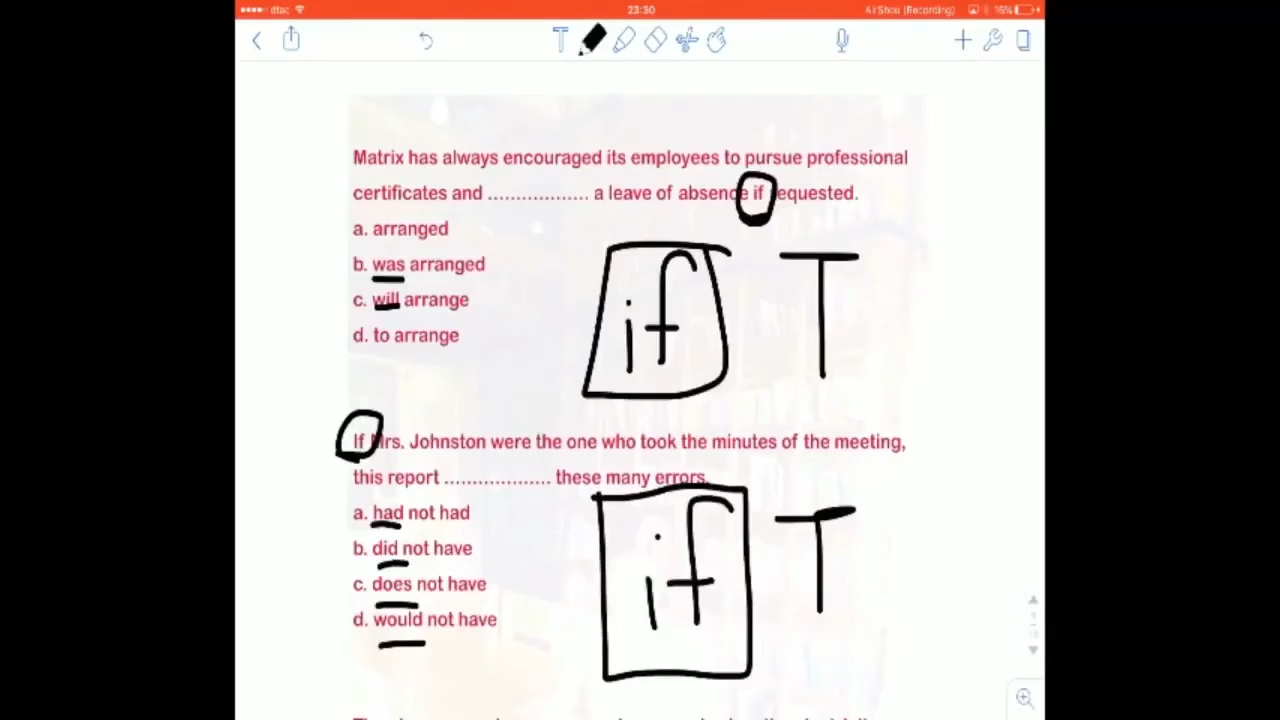 dtac
23:30
AirShou (Recording)
16%
T
Matrix has always encouraged its employees to pursue professional
certificates and .................. a leave of absence if requested.
a. arranged
b. was arranged
c. will arrange
d. to arrange
if T
If Mrs. Johnston were the one who took the minutes of the meeting,
this report ................... these many errors.
a. had not had
b. did not have
c. does not have
d. would not have
if T